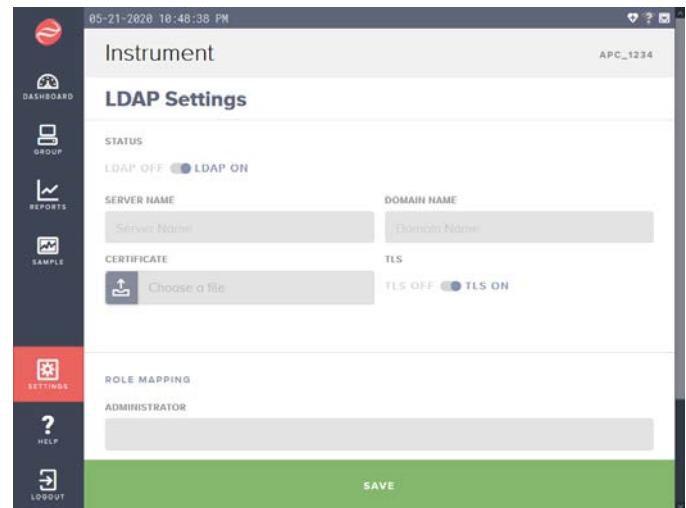 05-21-2020 10:48:38 PM
?
Instrument
APC_1234
DASHBOARD
LDAP Settings
GROUP
STATUS
LDAP OFF LDAP ON
REPORTS
SERVER NAME
DOMAIN NAME
Server Name
Domain Name
SAMPLE
CERTIFICATE
TLS
Choose a file
TLS OFF TLS ON
SETTINGS
ROLE MAPPING
ADMINISTRATOR
?
HELP
LOGOUT
SAVE